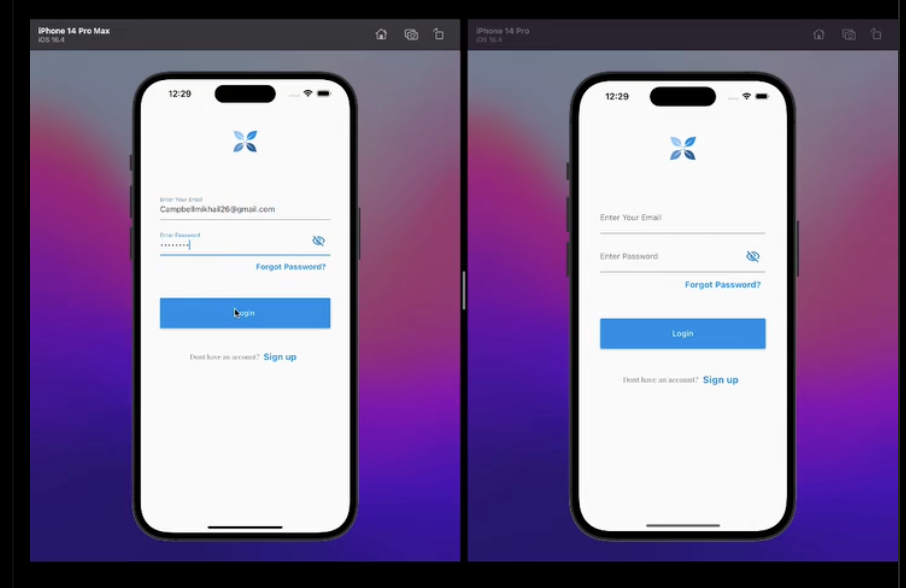 iPhone 14 Pro Max
iOS 16.4
12:29
Enter Your Email
Campbellmikhail26@gmail.com
Enter Password
Forgot Password?
Login
Dont have an account? Sign up
iPhone 14 Pro
iOS 16.4
12:29
Enter Your Email
Enter Password
Forgot Password?
Login
Dont have an account? Sign up